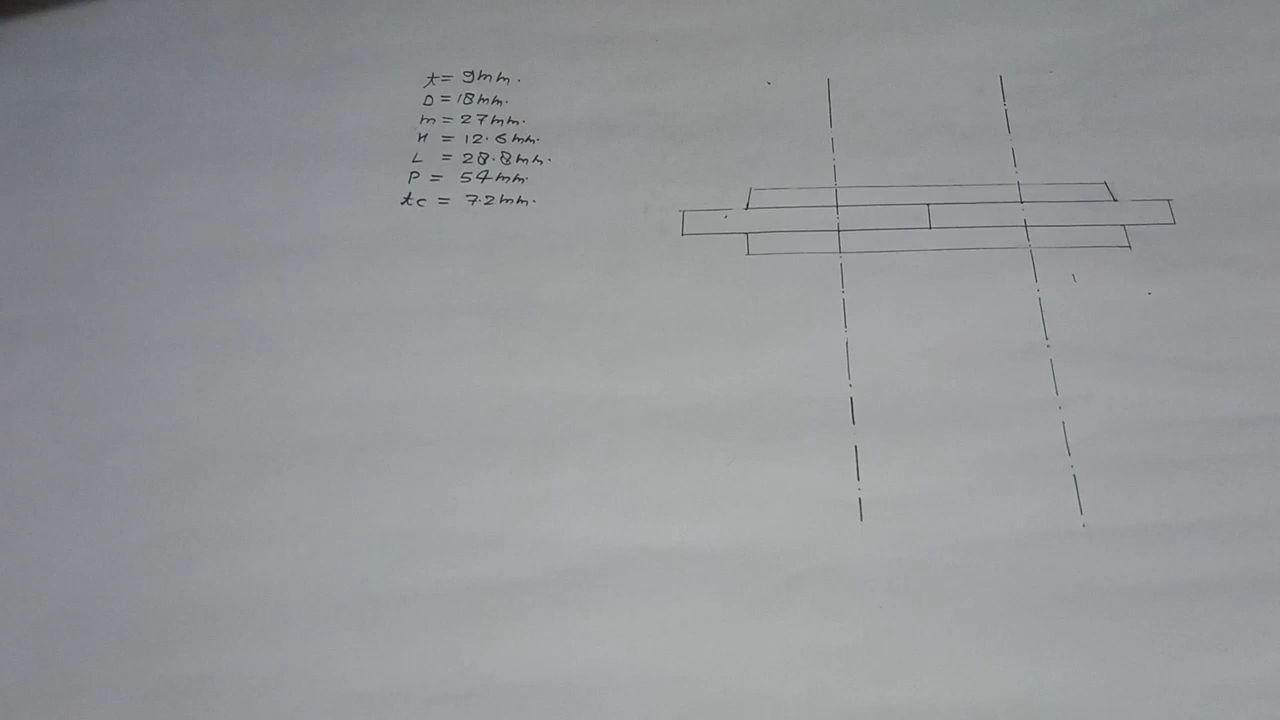 t = 9mm.
D = 18mm.
m = 27mm.
H = 12.6mm.
L = 28.8mm.
P = 54mm.
tc = 7.2mm.